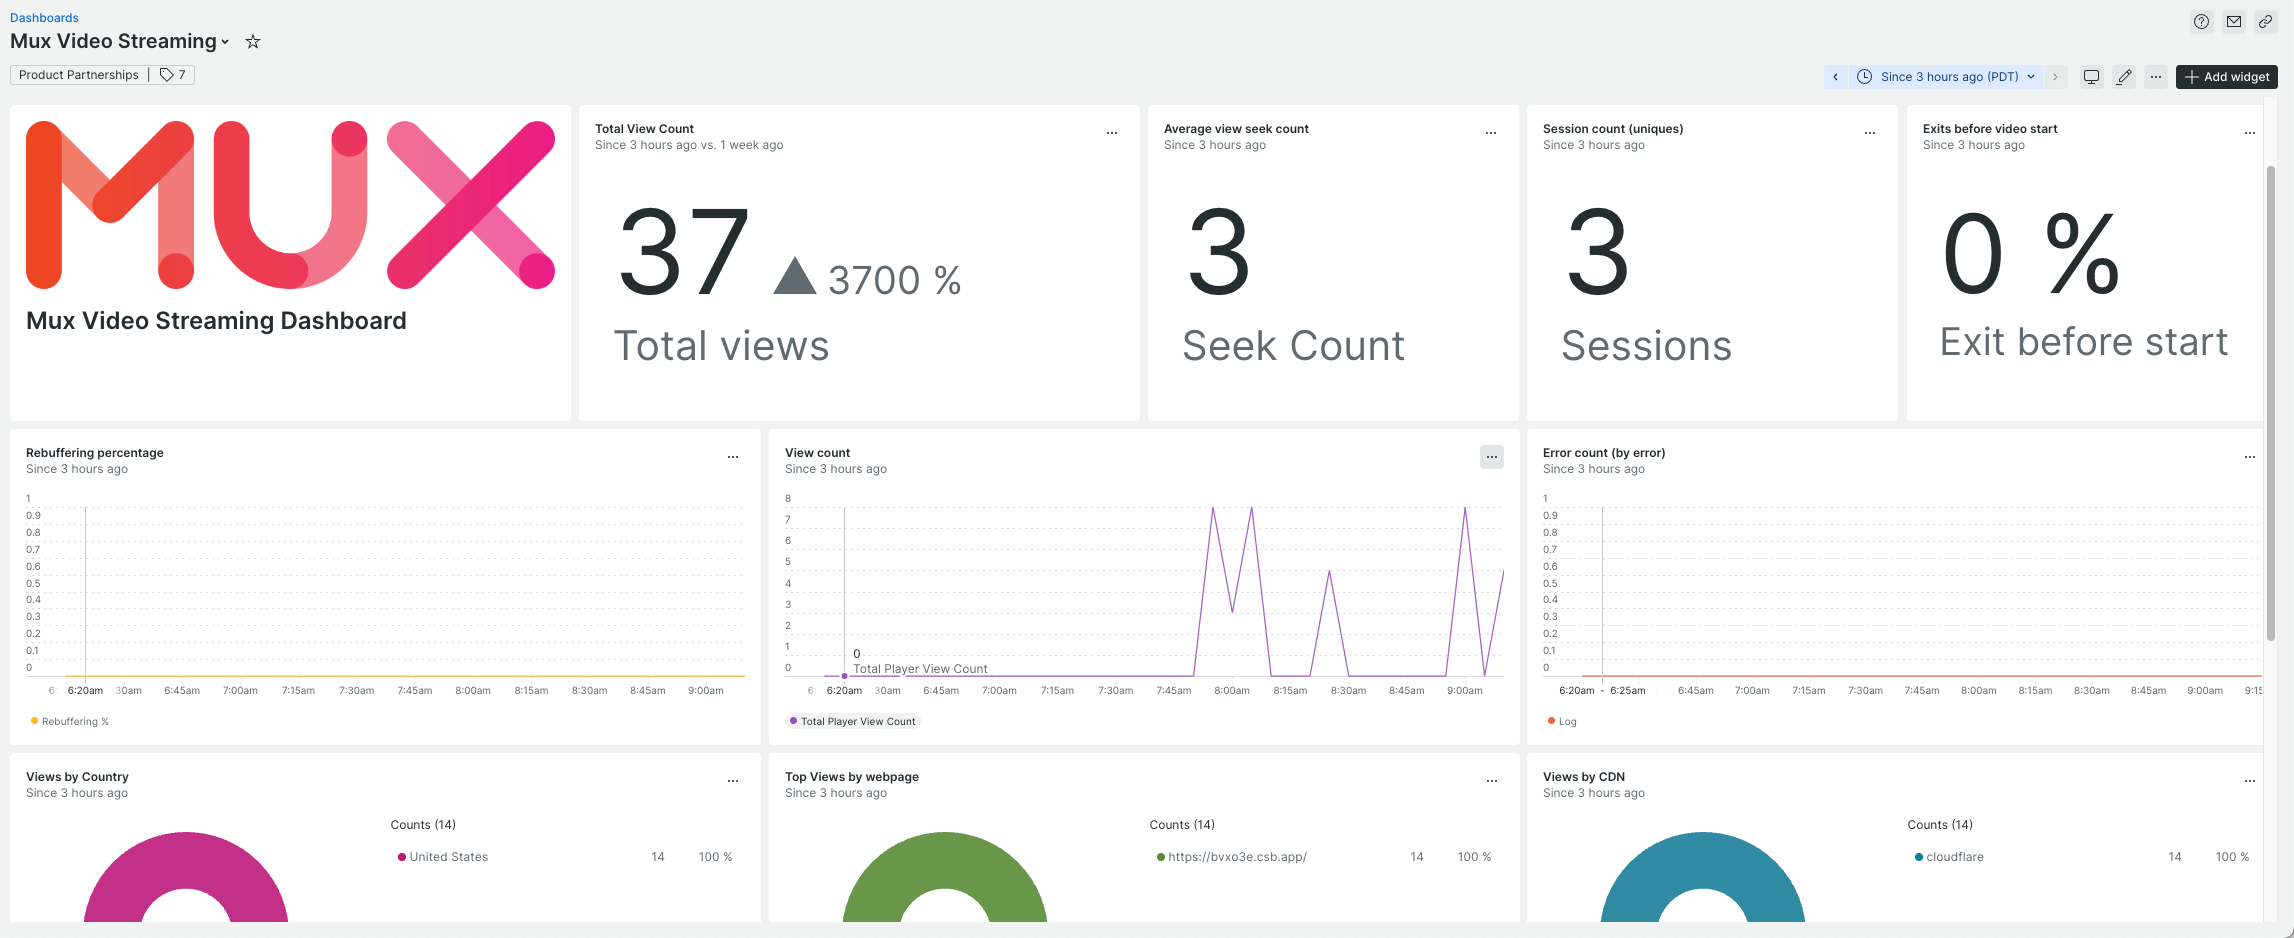 Dashboards
Mux Video Streaming
Product Partnerships | 7
Since 3 hours ago (PDT)
Add widget
MUX
Mux Video Streaming Dashboard
Total View Count
Since 3 hours ago vs. 1 week ago
37 3700 %
Total views
Average view seek count
Since 3 hours ago
3
Seek Count
Session count (uniques)
Since 3 hours ago
3
Sessions
Exits before video start
Since 3 hours ago
0 %
Exit before start
Rebuffering percentage
Since 3 hours ago
1
0.9
0.8
0.7
0.6
0.5
0.4
0.3
0.2
0.1
0
6: 6:20am 30am 6:45am 7:00am 7:15am 7:30am 7:45am 8:00am 8:15am 8:30am 8:45am 9:00am
Rebuffering %
View count
Since 3 hours ago
8
7
6
5
4
3
2
1
0
0
Total Player View Count
6: 6:20am 30am 6:45am 7:00am 7:15am 7:30am 7:45am 8:00am 8:15am 8:30am 8:45am 9:00am
Total Player View Count
Error count (by error)
Since 3 hours ago
1
0.9
0.8
0.7
0.6
0.5
0.4
0.3
0.2
0.1
0
6:20am - 6:25am 6:45am 7:00am 7:15am 7:30am 7:45am 8:00am 8:15am 8:30am 8:45am 9:00am 9:15
Log
Views by Country
Since 3 hours ago
Counts (14)
United States 14 100 %
Top Views by webpage
Since 3 hours ago
Counts (14)
https://bvxo3e.csb.app/ 14 100 %
Views by CDN
Since 3 hours ago
Counts (14)
cloudflare 14 100 %